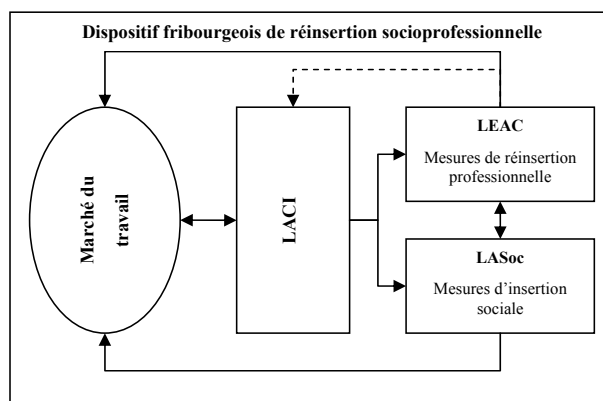 Dispositif fribourgeois de réinsertion socioprofessionnelle
Marché du
travail
LACI
LEAC
Mesures de réinsertion
professionnelle
LASoc
Mesures d'insertion
sociale